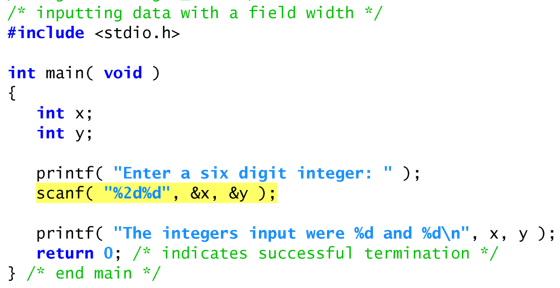 /* inputting data with a field width */
#include <stdio.h>
int main( void )
{
int x;
int y;
printf( "Enter a six digit integer: " );
scanf( "%2d%d", &x, &y );
printf( "The integers input were %d and %d\n", x, y );
return 0; /* indicates successful termination */
} /* end main */